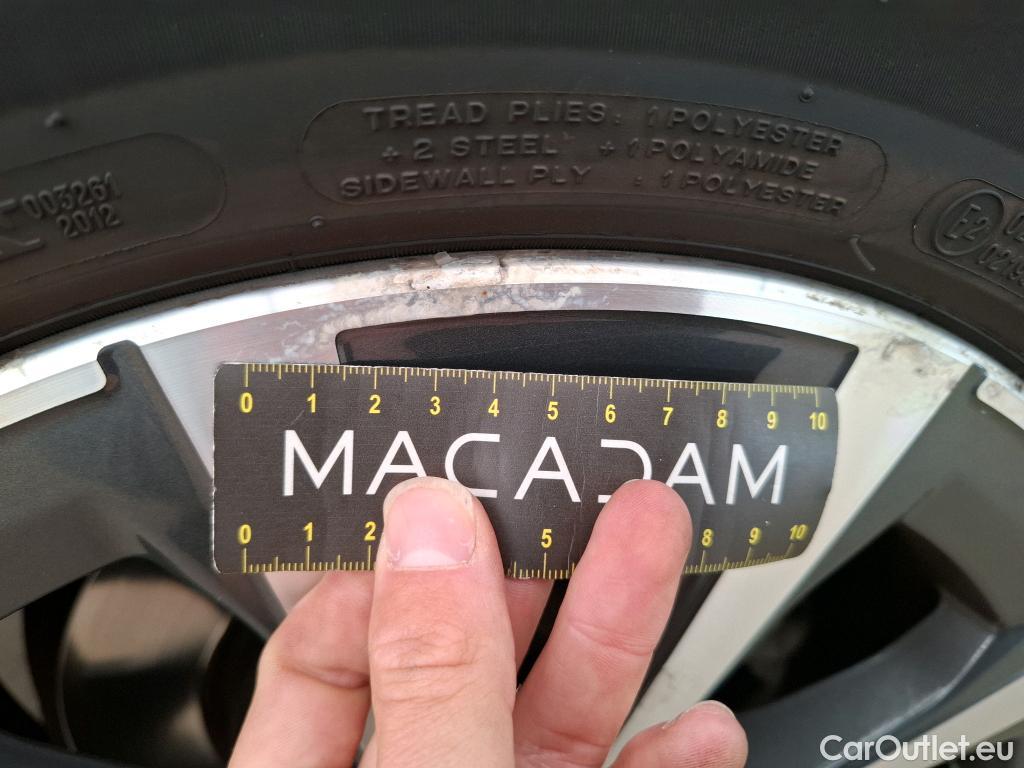 TREAD PLIES: 1 POLYESTER
+ 2 STEEL + 1 POLYAMIDE
SIDEWALL PLY : 1 POLYESTER
003261
2012
E2
0 1 2 3 4 5 6 7 8 9 10
MACADAM
0 1 2 5 8 9 10
CarOutlet.eu